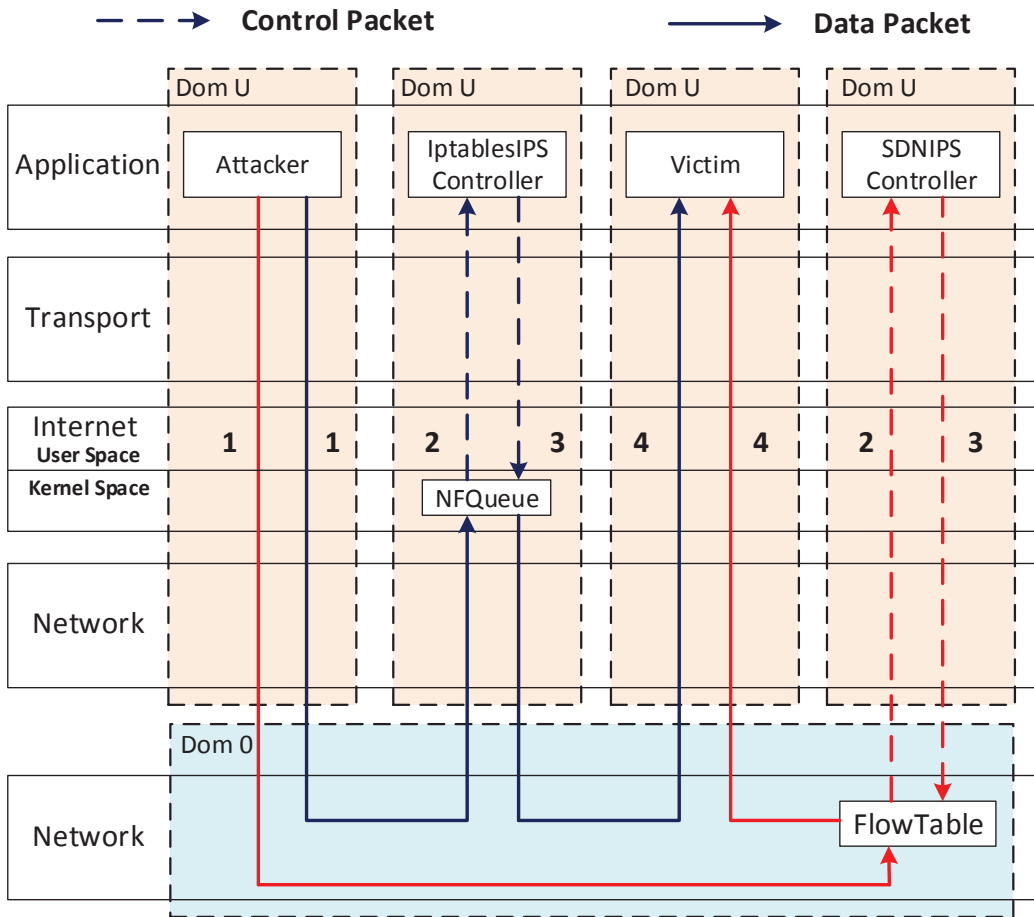 Control Packet
Data Packet
Dom U
Dom U
Dom U
Dom U
Application
Attacker
IptablesIPS
Controller
Victim
SDNIPS
Controller
Transport
Internet
User Space
1
1
2
3
4
4
2
3
Kernel Space
NFQueue
Network
Dom 0
Network
FlowTable